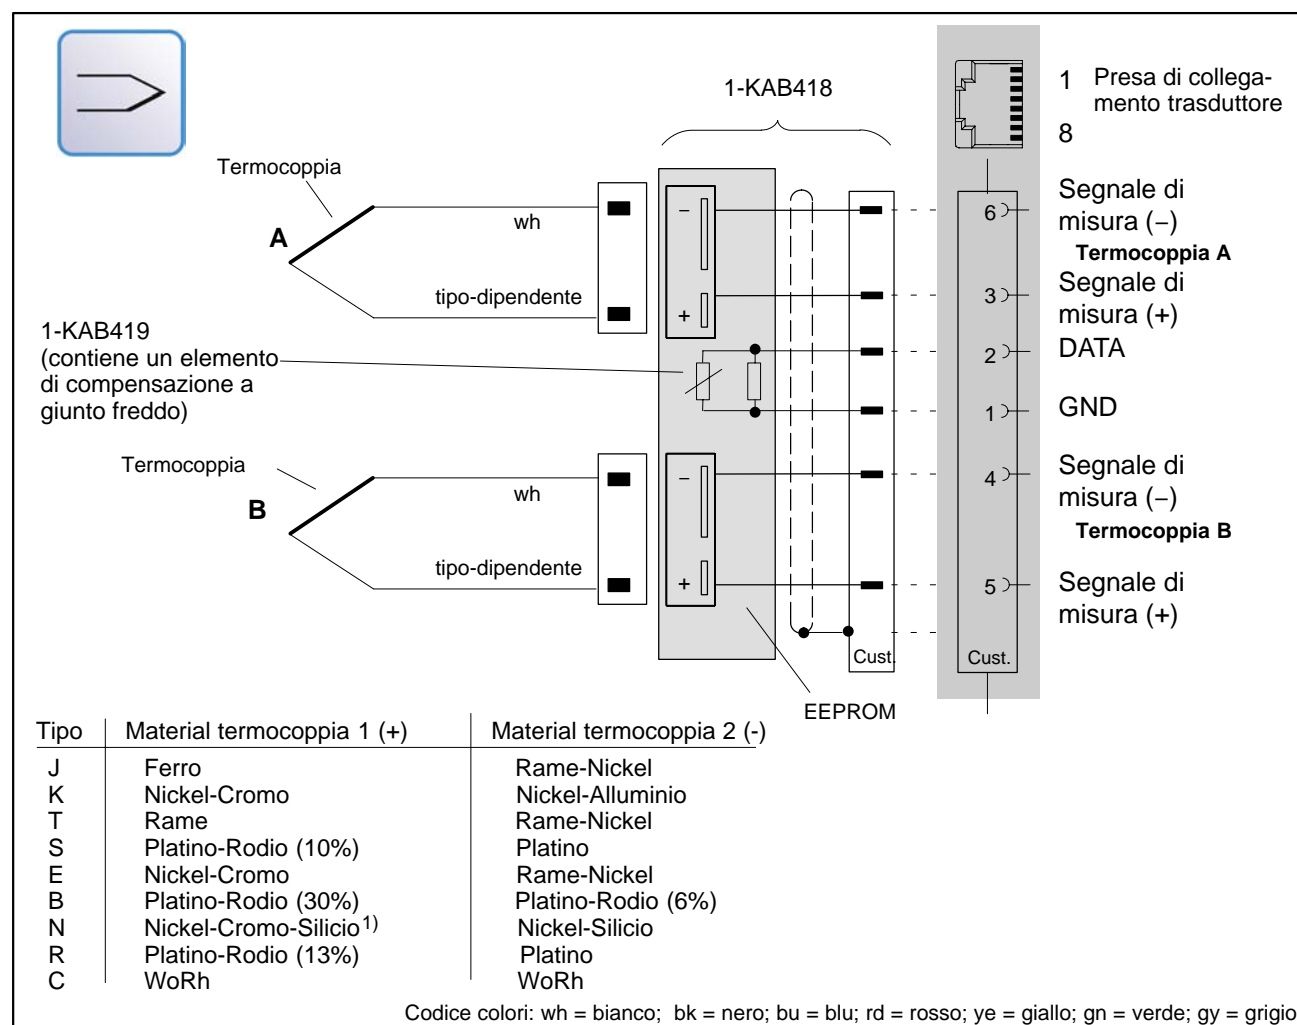 1-KAB418
1 Presa di collega-
mento trasduttore
8
Termocoppia
A
wh
tipo-dipendente
−
+
6
3
2
1
4
5
Segnale di
misura (−)
Termocoppia A
Segnale di
misura (+)
DATA
GND
Segnale di
misura (−)
Termocoppia B
Segnale di
misura (+)
1-KAB419
(contiene un elemento
di compensazione a
giunto freddo)
Termocoppia
B
wh
tipo-dipendente
−
+
Cust.
Cust.
EEPROM
Tipo Material termocoppia 1 (+) Material termocoppia 2 (-)
J Ferro Rame-Nickel
K Nickel-Cromo Nickel-Alluminio
T Rame Rame-Nickel
S Platino-Rodio (10%) Platino
E Nickel-Cromo Rame-Nickel
B Platino-Rodio (30%) Platino-Rodio (6%)
N Nickel-Cromo-Silicio1) Nickel-Silicio
R Platino-Rodio (13%) Platino
C WoRh WoRh
Codice colori: wh = bianco; bk = nero; bu = blu; rd = rosso; ye = giallo; gn = verde; gy = grigio